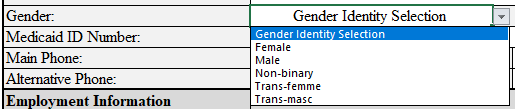 Gender: Gender Identity Selection
Medicaid ID Number: Gender Identity Selection
Female
Main Phone: Male
Non-binary
Alternative Phone: Trans-femme
Employment Information Trans-masc